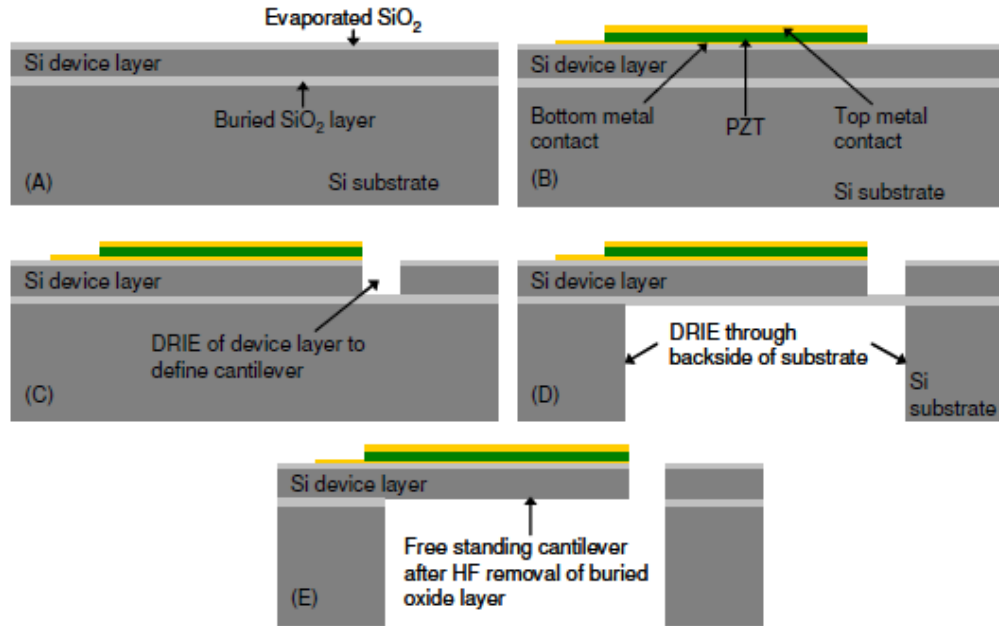 Evaporated SiO₂
Si device layer
Buried SiO₂ layer
(A)
Si substrate
Si device layer
Bottom metal
contact
PZT
Top metal
contact
(B)
Si substrate
Si device layer
DRIE of device layer to
define cantilever
(C)
Si device layer
DRIE through
backside of substrate
(D)
Si
substrate
Si device layer
Free standing cantilever
after HF removal of buried
oxide layer
(E)